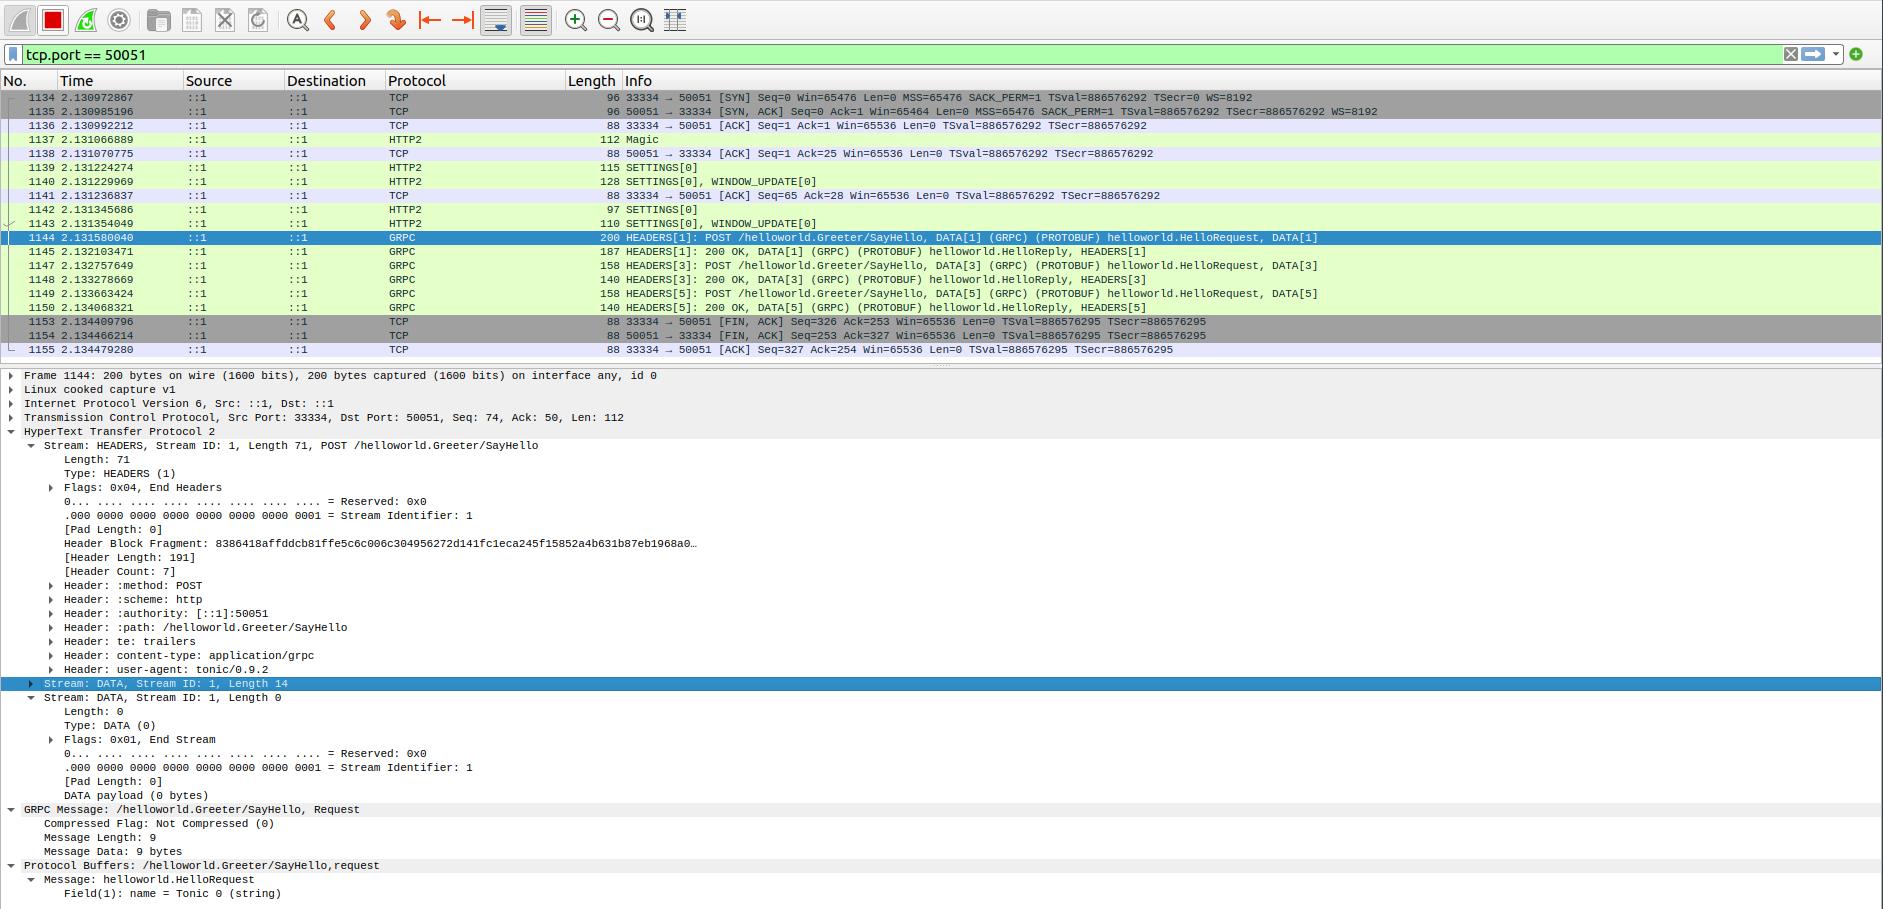 tcp.port == 50051
No. Time Source Destination Protocol Length Info
1134 2.130972867 ::1 ::1 TCP 96 33334 → 50051 [SYN] Seq=0 Win=65476 Len=0 MSS=65476 SACK_PERM=1 TSval=886576292 TSecr=0 WS=8192
1135 2.130985196 ::1 ::1 TCP 96 50051 → 33334 [SYN, ACK] Seq=0 Ack=1 Win=65464 Len=0 MSS=65476 SACK_PERM=1 TSval=886576292 TSecr=886576292 WS=8192
1136 2.130992212 ::1 ::1 TCP 88 33334 → 50051 [ACK] Seq=1 Ack=1 Win=65536 Len=0 TSval=886576292 TSecr=886576292
1137 2.131066889 ::1 ::1 HTTP2 112 Magic
1138 2.131070775 ::1 ::1 TCP 88 50051 → 33334 [ACK] Seq=1 Ack=25 Win=65536 Len=0 TSval=886576292 TSecr=886576292
1139 2.131224274 ::1 ::1 HTTP2 115 SETTINGS[0]
1140 2.131229969 ::1 ::1 HTTP2 128 SETTINGS[0], WINDOW_UPDATE[0]
1141 2.131236837 ::1 ::1 TCP 88 33334 → 50051 [ACK] Seq=65 Ack=28 Win=65536 Len=0 TSval=886576292 TSecr=886576292
1142 2.131345686 ::1 ::1 HTTP2 97 SETTINGS[0]
1143 2.131354049 ::1 ::1 HTTP2 110 SETTINGS[0], WINDOW_UPDATE[0]
1144 2.131580040 ::1 ::1 GRPC 200 HEADERS[1]: POST /helloworld.Greeter/SayHello, DATA[1] (GRPC) (PROTOBUF) helloworld.HelloRequest, DATA[1]
1145 2.132103471 ::1 ::1 GRPC 187 HEADERS[1]: 200 OK, DATA[1] (GRPC) (PROTOBUF) helloworld.HelloReply, HEADERS[1]
1147 2.132757649 ::1 ::1 GRPC 158 HEADERS[3]: POST /helloworld.Greeter/SayHello, DATA[3] (GRPC) (PROTOBUF) helloworld.HelloRequest, DATA[3]
1148 2.133278669 ::1 ::1 GRPC 140 HEADERS[3]: 200 OK, DATA[3] (GRPC) (PROTOBUF) helloworld.HelloReply, HEADERS[3]
1149 2.133663424 ::1 ::1 GRPC 158 HEADERS[5]: POST /helloworld.Greeter/SayHello, DATA[5] (GRPC) (PROTOBUF) helloworld.HelloRequest, DATA[5]
1150 2.134068321 ::1 ::1 GRPC 140 HEADERS[5]: 200 OK, DATA[5] (GRPC) (PROTOBUF) helloworld.HelloReply, HEADERS[5]
1153 2.134409796 ::1 ::1 TCP 88 33334 → 50051 [FIN, ACK] Seq=326 Ack=253 Win=65536 Len=0 TSval=886576295 TSecr=886576295
1154 2.134466214 ::1 ::1 TCP 88 50051 → 33334 [FIN, ACK] Seq=253 Ack=327 Win=65536 Len=0 TSval=886576295 TSecr=886576295
1155 2.134479280 ::1 ::1 TCP 88 33334 → 50051 [ACK] Seq=327 Ack=254 Win=65536 Len=0 TSval=886576295 TSecr=886576295
Frame 1144: 200 bytes on wire (1600 bits), 200 bytes captured (1600 bits) on interface any, id 0
Linux cooked capture v1
Internet Protocol Version 6, Src: ::1, Dst: ::1
Transmission Control Protocol, Src Port: 33334, Dst Port: 50051, Seq: 74, Ack: 50, Len: 112
HyperText Transfer Protocol 2
Stream: HEADERS, Stream ID: 1, Length 71, POST /helloworld.Greeter/SayHello
Length: 71
Type: HEADERS (1)
Flags: 0x04, End Headers
0... .... .... .... .... .... .... .... = Reserved: 0x0
.000 0000 0000 0000 0000 0000 0000 0001 = Stream Identifier: 1
[Pad Length: 0]
Header Block Fragment: 8386418affddcb81ffe5c6c006c304956272d141fc1eca245f15852a4b631b87eb1968a0…
[Header Length: 191]
[Header Count: 7]
Header: :method: POST
Header: :scheme: http
Header: :authority: [::1]:50051
Header: :path: /helloworld.Greeter/SayHello
Header: te: trailers
Header: content-type: application/grpc
Header: user-agent: tonic/0.9.2
Stream: DATA, Stream ID: 1, Length 14
Stream: DATA, Stream ID: 1, Length 0
Length: 0
Type: DATA (0)
Flags: 0x01, End Stream
0... .... .... .... .... .... .... .... = Reserved: 0x0
.000 0000 0000 0000 0000 0000 0000 0001 = Stream Identifier: 1
[Pad Length: 0]
DATA payload (0 bytes)
GRPC Message: /helloworld.Greeter/SayHello, Request
Compressed Flag: Not Compressed (0)
Message Length: 9
Message Data: 9 bytes
Protocol Buffers: /helloworld.Greeter/SayHello,request
Message: helloworld.HelloRequest
Field(1): name = Tonic 0 (string)